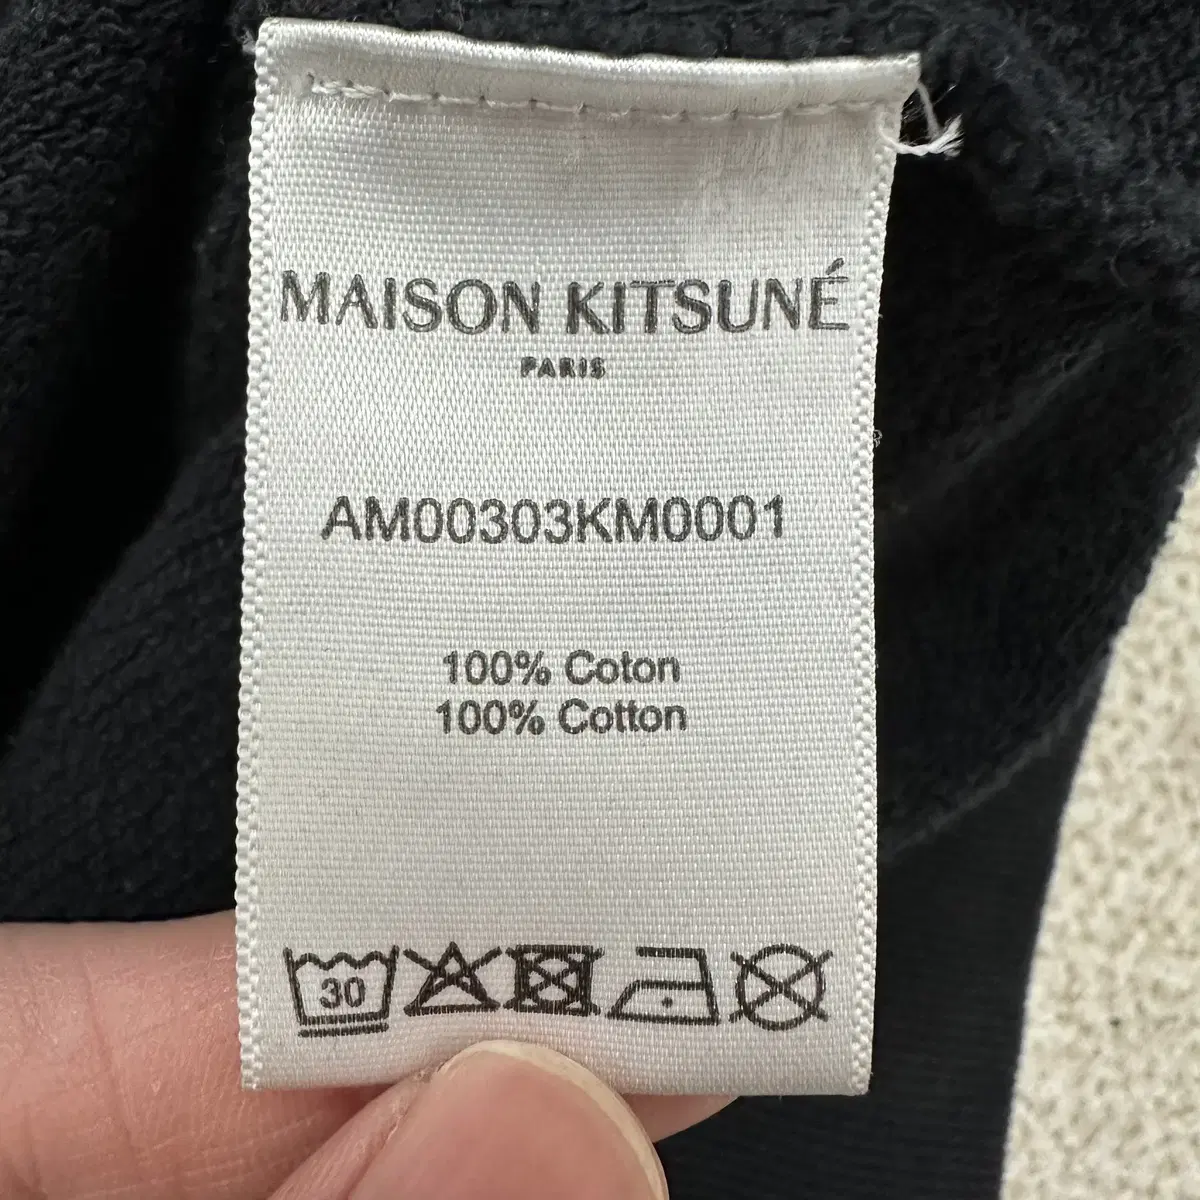 MAISON KITSUNÉ
PARIS
AM00303KM0001
100% Coton
100% Cotton
30